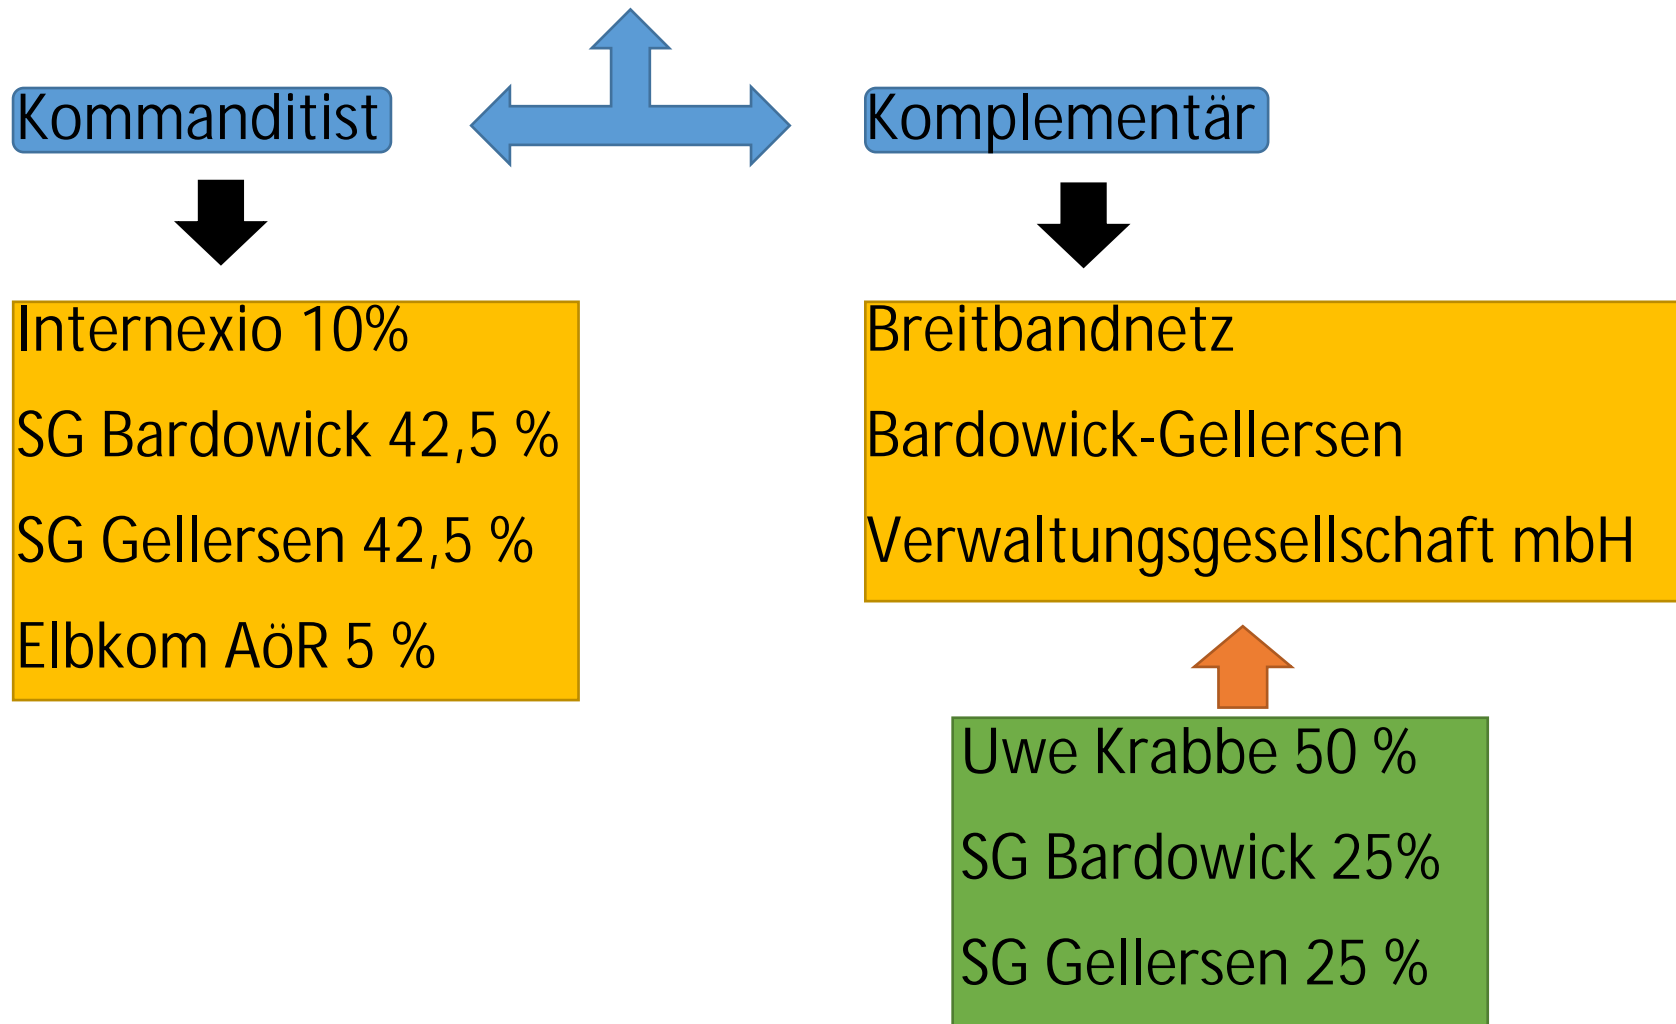 Kommanditist
Komplementär
Internexio 10%
SG Bardowick 42,5 %
SG Gellersen 42,5 %
Elbkom AöR 5 %
Breitbandnetz
Bardowick-Gellersen
Verwaltungsgesellschaft mbH
Uwe Krabbe 50 %
SG Bardowick 25%
SG Gellersen 25 %